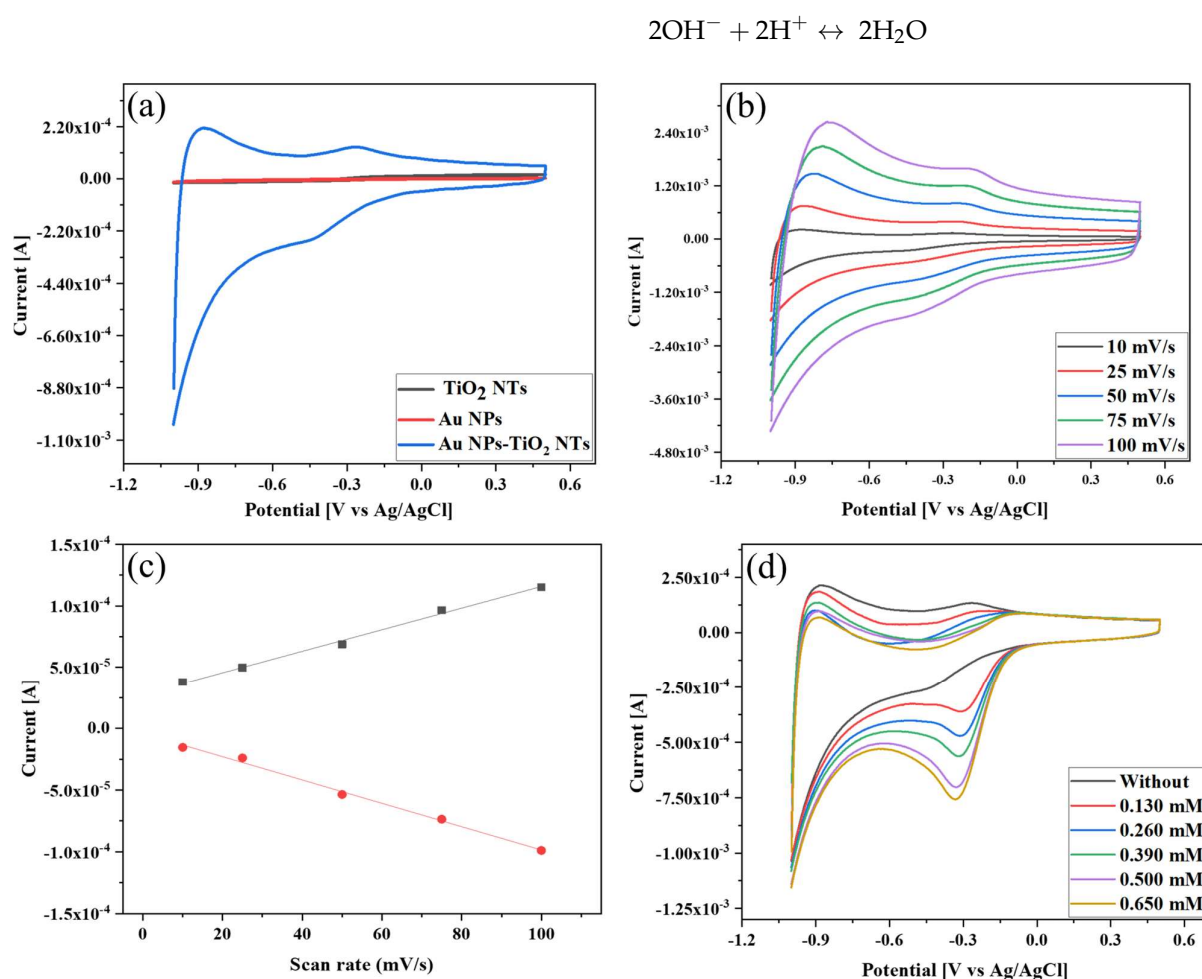 2OH⁻ + 2H⁺ ↔ 2H₂O
(a)
2.20x10⁻⁴
0.00
-2.20x10⁻⁴
-4.40x10⁻⁴
-6.60x10⁻⁴
-8.80x10⁻⁴
-1.10x10⁻³
Current [A]
TiO₂ NTs
Au NPs
Au NPs-TiO₂ NTs
-1.2 -0.9 -0.6 -0.3 0.0 0.3 0.6
Potential [V vs Ag/AgCl]
(b)
2.40x10⁻³
1.20x10⁻³
0.00
-1.20x10⁻³
-2.40x10⁻³
-3.60x10⁻³
-4.80x10⁻³
Current [A]
10 mV/s
25 mV/s
50 mV/s
75 mV/s
100 mV/s
-1.2 -0.9 -0.6 -0.3 0.0 0.3 0.6
Potential [V vs Ag/AgCl]
(c)
1.5x10⁻⁴
1.0x10⁻⁴
5.0x10⁻⁵
0.0
-5.0x10⁻⁵
-1.0x10⁻⁴
-1.5x10⁻⁴
Current [A]
0 20 40 60 80 100
Scan rate (mV/s)
(d)
2.50x10⁻⁴
0.00
-2.50x10⁻⁴
-5.00x10⁻⁴
-7.50x10⁻⁴
-1.00x10⁻³
-1.25x10⁻³
Current [A]
Without
0.130 mM
0.260 mM
0.390 mM
0.500 mM
0.650 mM
-1.2 -0.9 -0.6 -0.3 0.0 0.3 0.6
Potential [V vs Ag/AgCl]